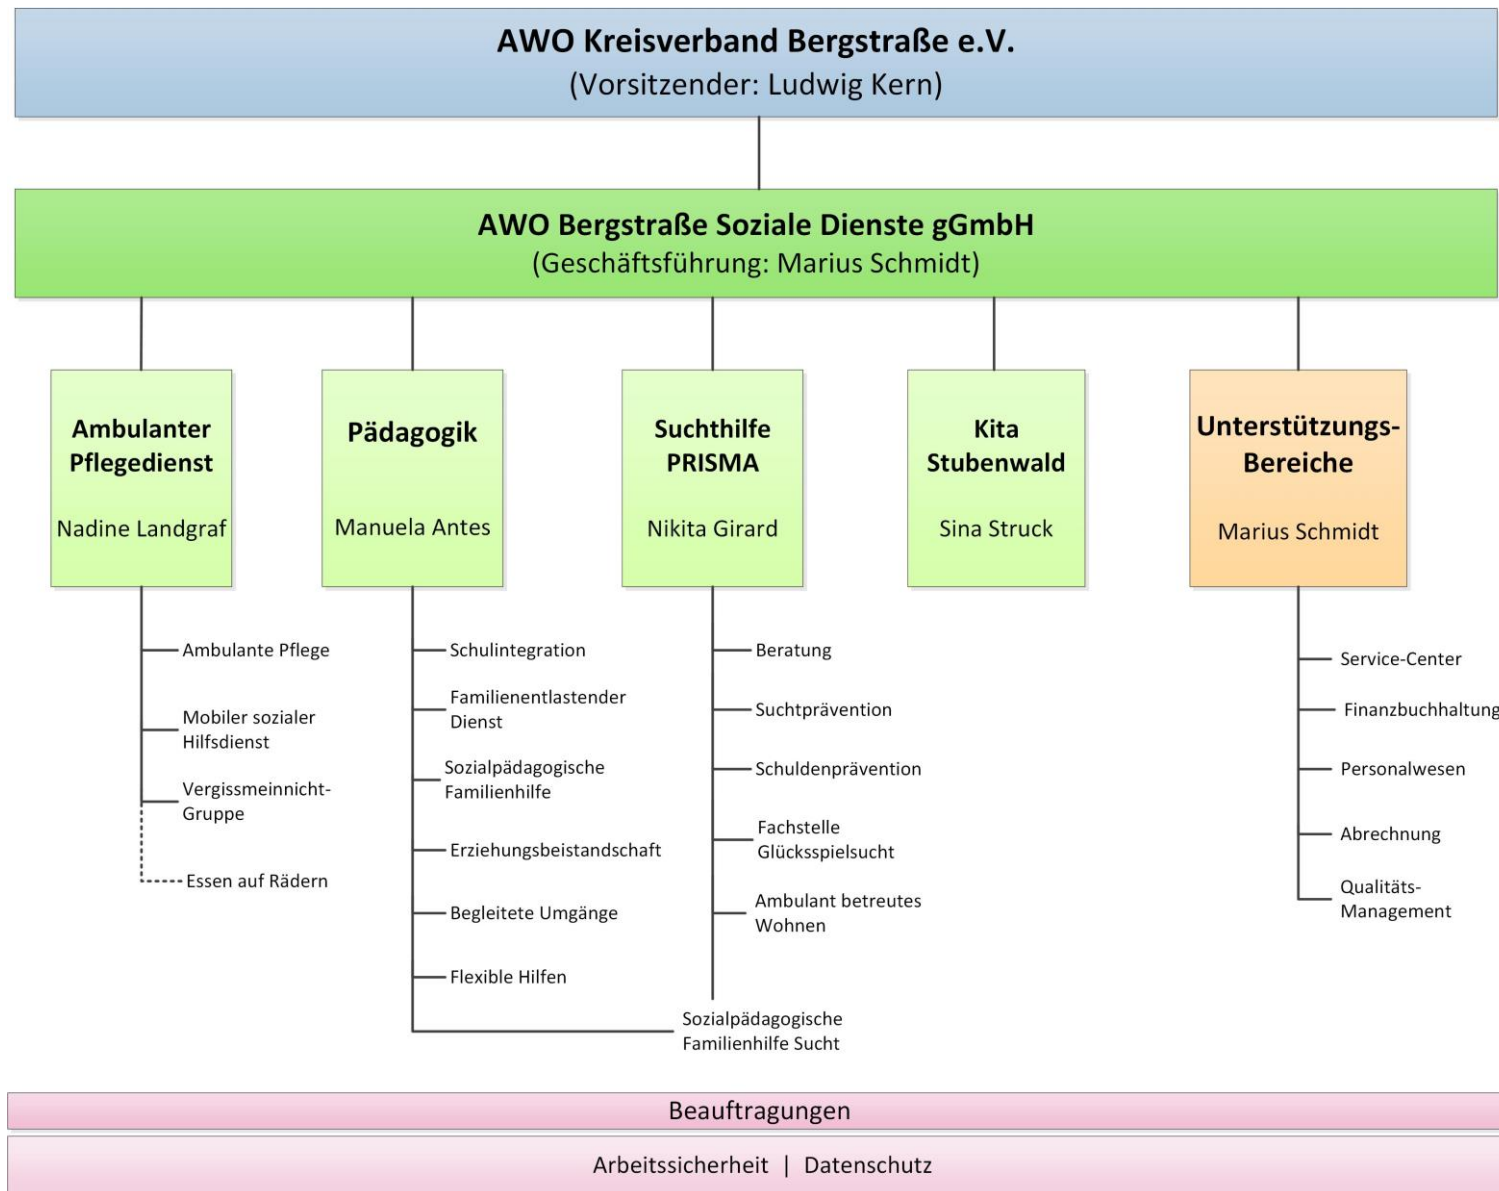 AWO Kreisverband Bergstraße e.V.
(Vorsitzender: Ludwig Kern)
AWO Bergstraße Soziale Dienste gGmbH
(Geschäftsführung: Marius Schmidt)
Ambulanter
Pflegedienst
Nadine Landgraf
Ambulante Pflege
Mobiler sozialer
Hilfsdienst
Vergissmeinnicht-
Gruppe
Essen auf Rädern
Pädagogik
Manuela Antes
Schulintegration
Familienentlastender
Dienst
Sozialpädagogische
Familienhilfe
Erziehungsbeistandschaft
Begleitete Umgänge
Flexible Hilfen
Suchthilfe
PRISMA
Nikita Girard
Beratung
Suchtprävention
Schuldenprävention
Fachstelle
Glücksspielsucht
Ambulant betreutes
Wohnen
Sozialpädagogische
Familienhilfe Sucht
Kita
Stubenwald
Sina Struck
Unterstützungs-
Bereiche
Marius Schmidt
Service-Center
Finanzbuchhaltung
Personalwesen
Abrechnung
Qualitäts-
Management
Beauftragungen
Arbeitssicherheit | Datenschutz